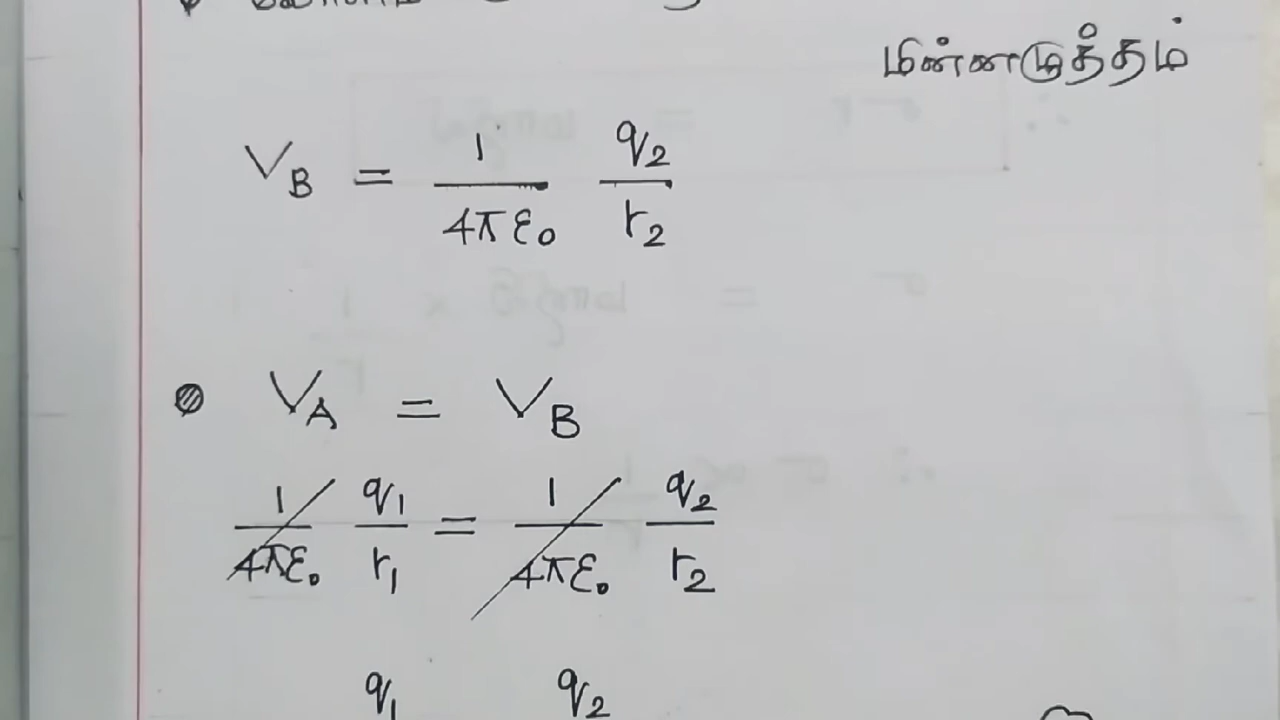 மின்னழுத்தம்
V_B = 1/4πε₀ q₂/r₂
V_A = V_B
1/4πε₀ q₁/r₁ = 1/4πε₀ q₂/r₂
q₁ q₂